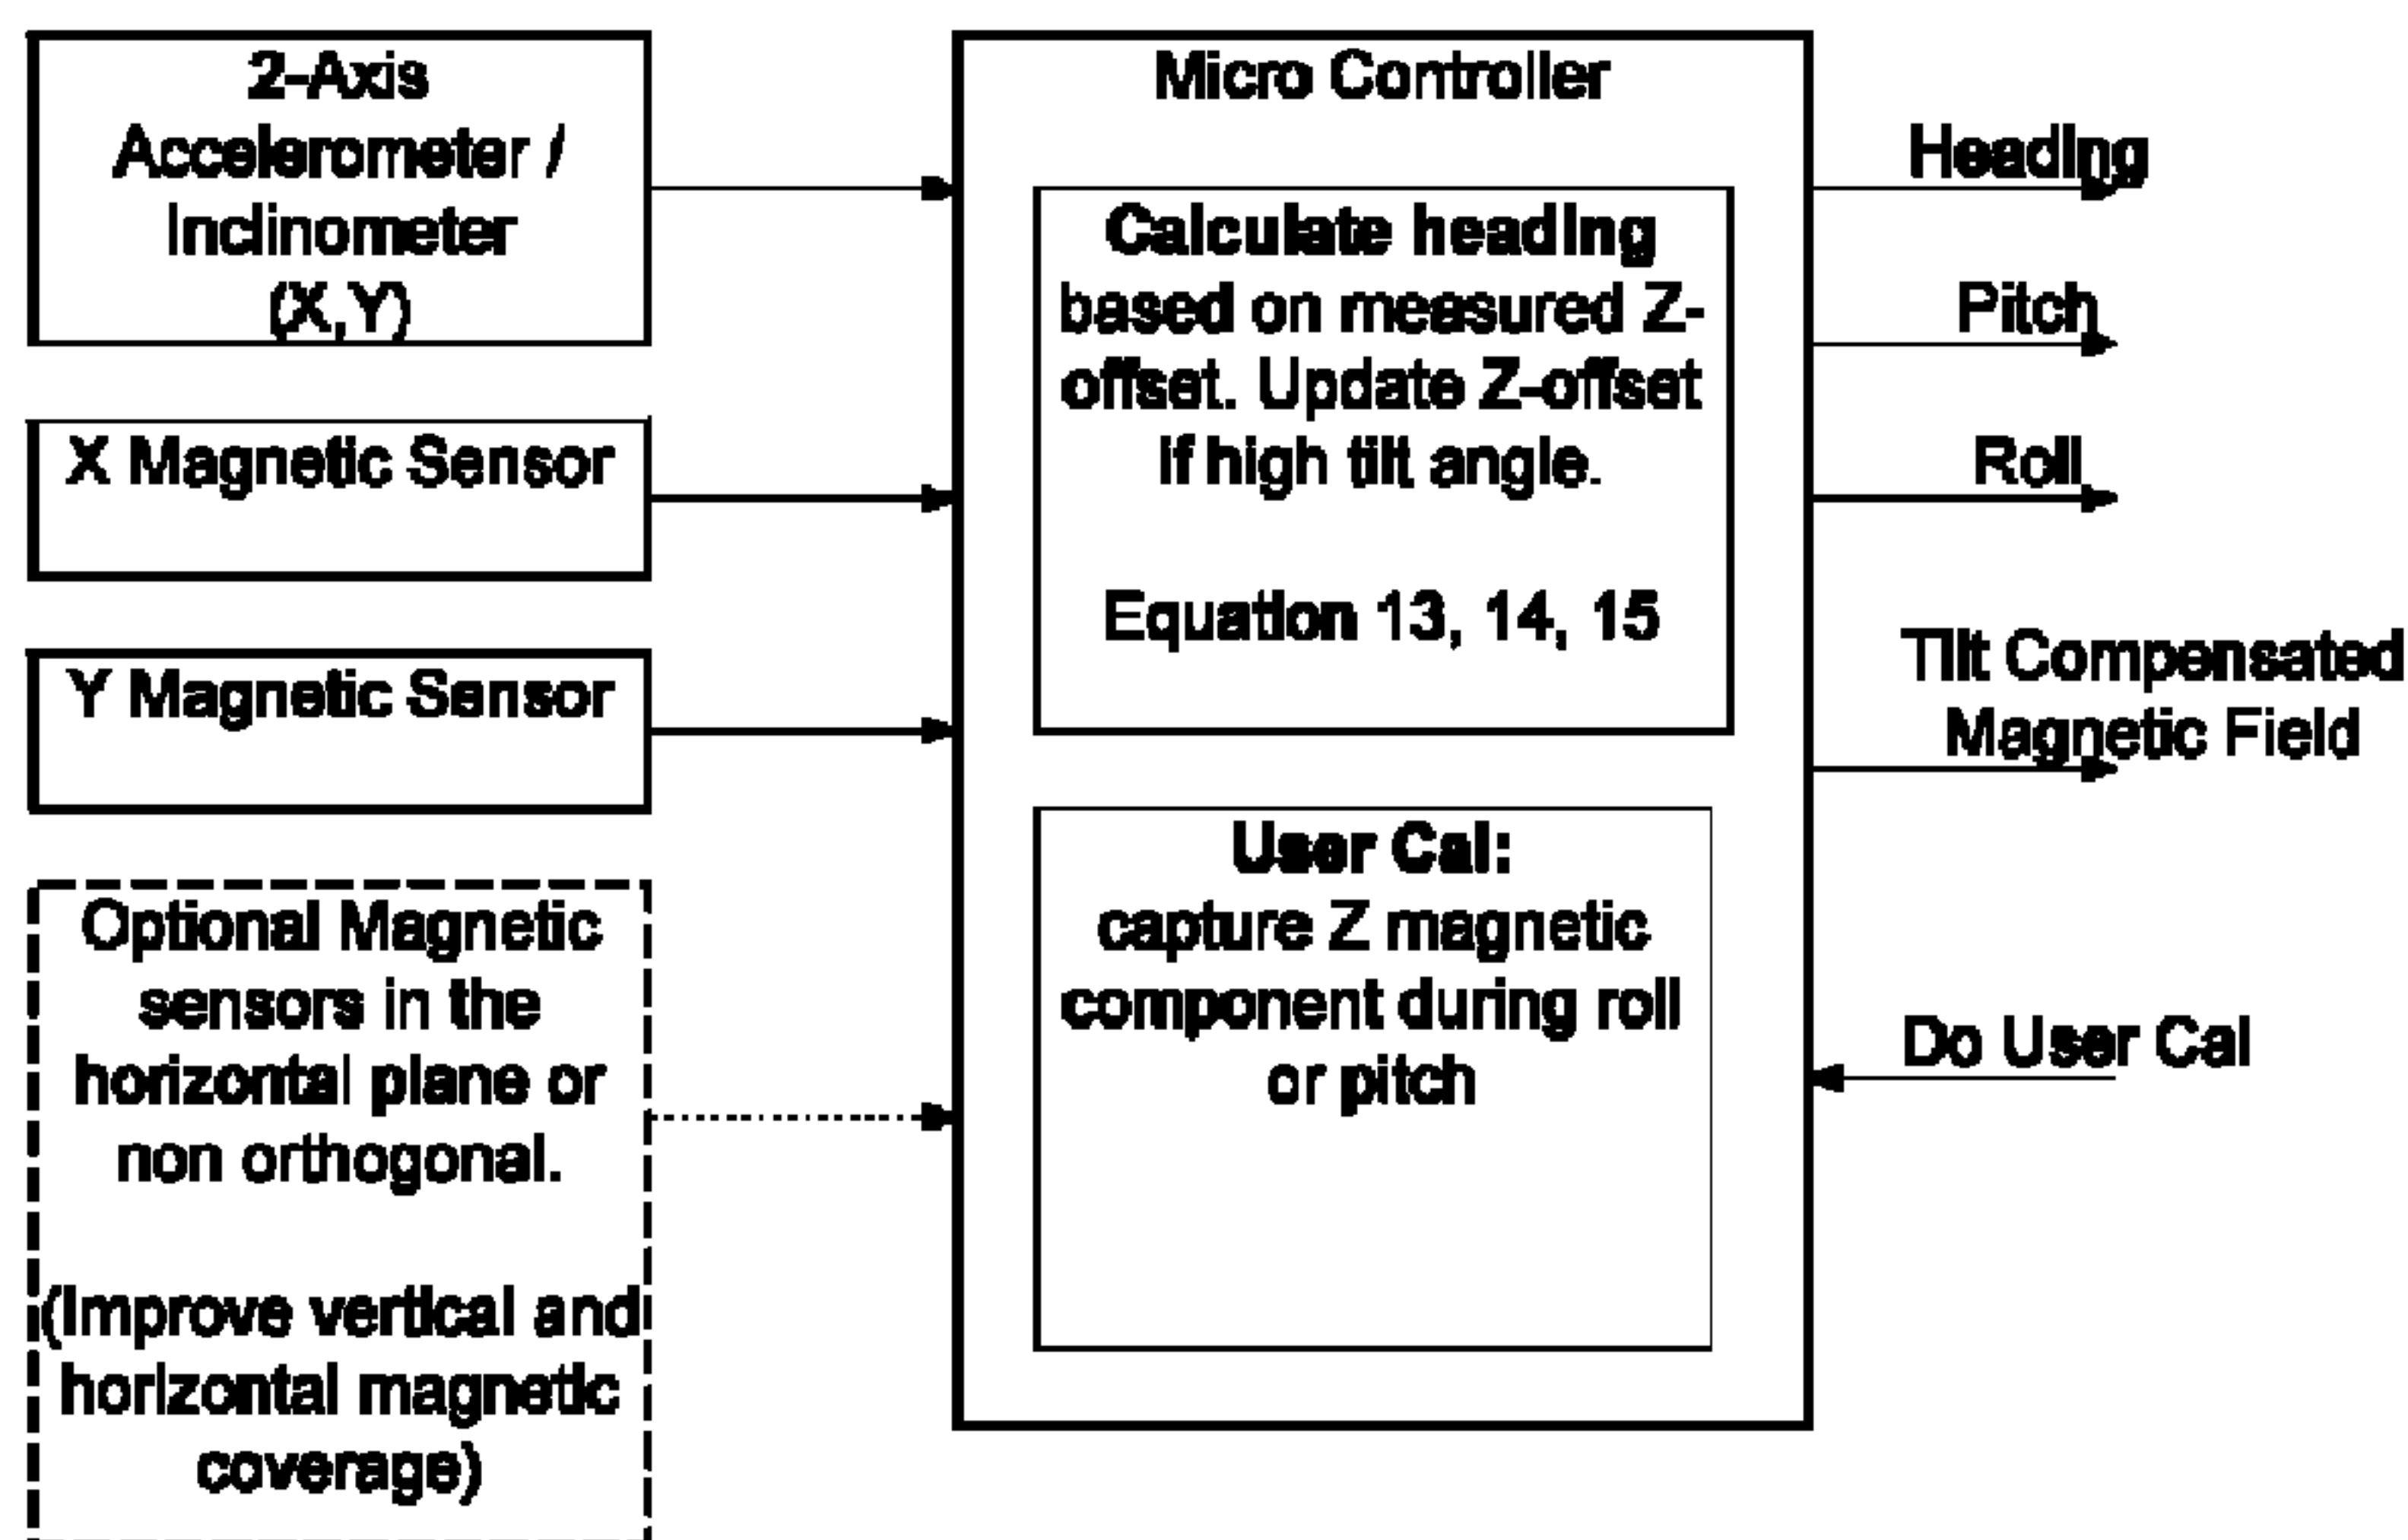 2-Axis
Accelerometer /
Inclinometer
(X,Y)
X Magnetic Sensor
Y Magnetic Sensor
Optional Magnetic
sensors in the
horizontal plane or
non orthogonal.
(Improve vertical and
horizontal magnetic
coverage)
Micro Controller
Calculate heading
based on measured Z-
offset. Update Z-offset
if high tilt angle.
Equation 13, 14, 15
User Cal:
capture Z magnetic
component during roll
or pitch
Heading
Pitch
Roll
Tilt Compensated
Magnetic Field
Do User Cal